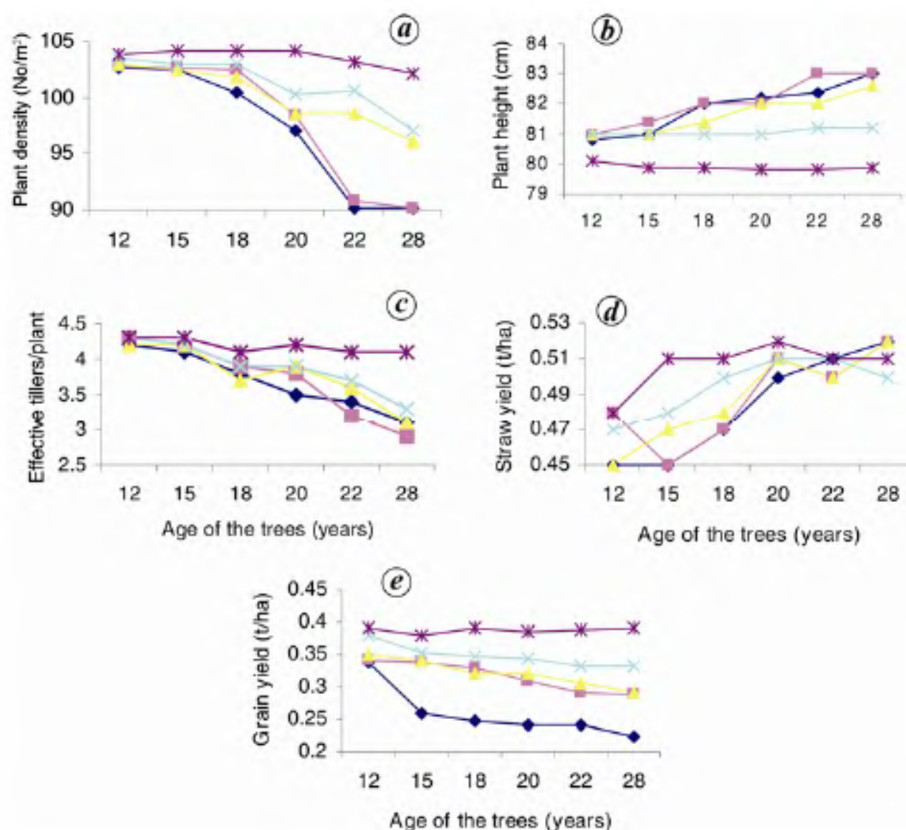 a
Plant density (No/m²)
105
100
95
90
12 15 18 20 22 28
b
Plant height (cm)
84
83
82
81
80
79
12 15 18 20 22 28
c
Effective tillers/plant
4.5
4
3.5
3
2.5
12 15 18 20 22 28
Age of the trees (years)
d
Straw yield (t/ha)
0.53
0.51
0.49
0.47
0.45
12 15 18 20 22 28
Age of the trees (years)
e
Grain yield (t/ha)
0.45
0.4
0.35
0.3
0.25
0.2
12 15 18 20 22 28
Age of the trees (years)